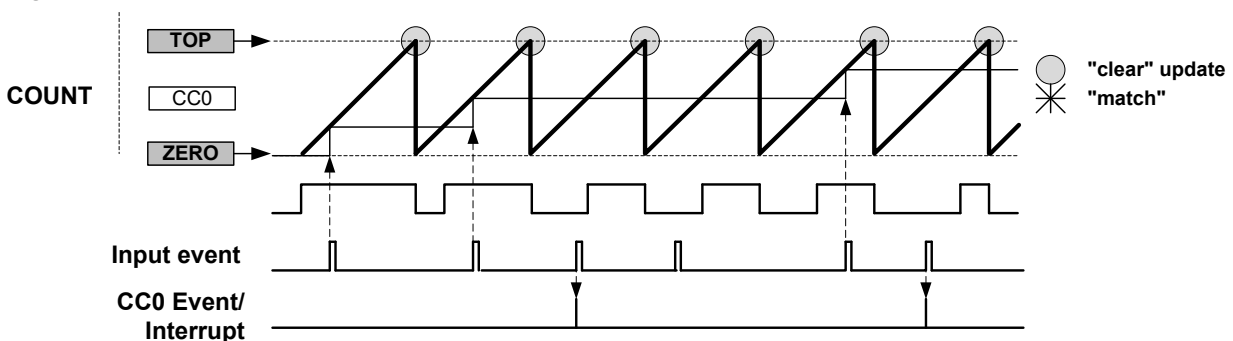 TOP
COUNT
CC0
ZERO
"clear" update
"match"
Input event
CC0 Event/
Interrupt